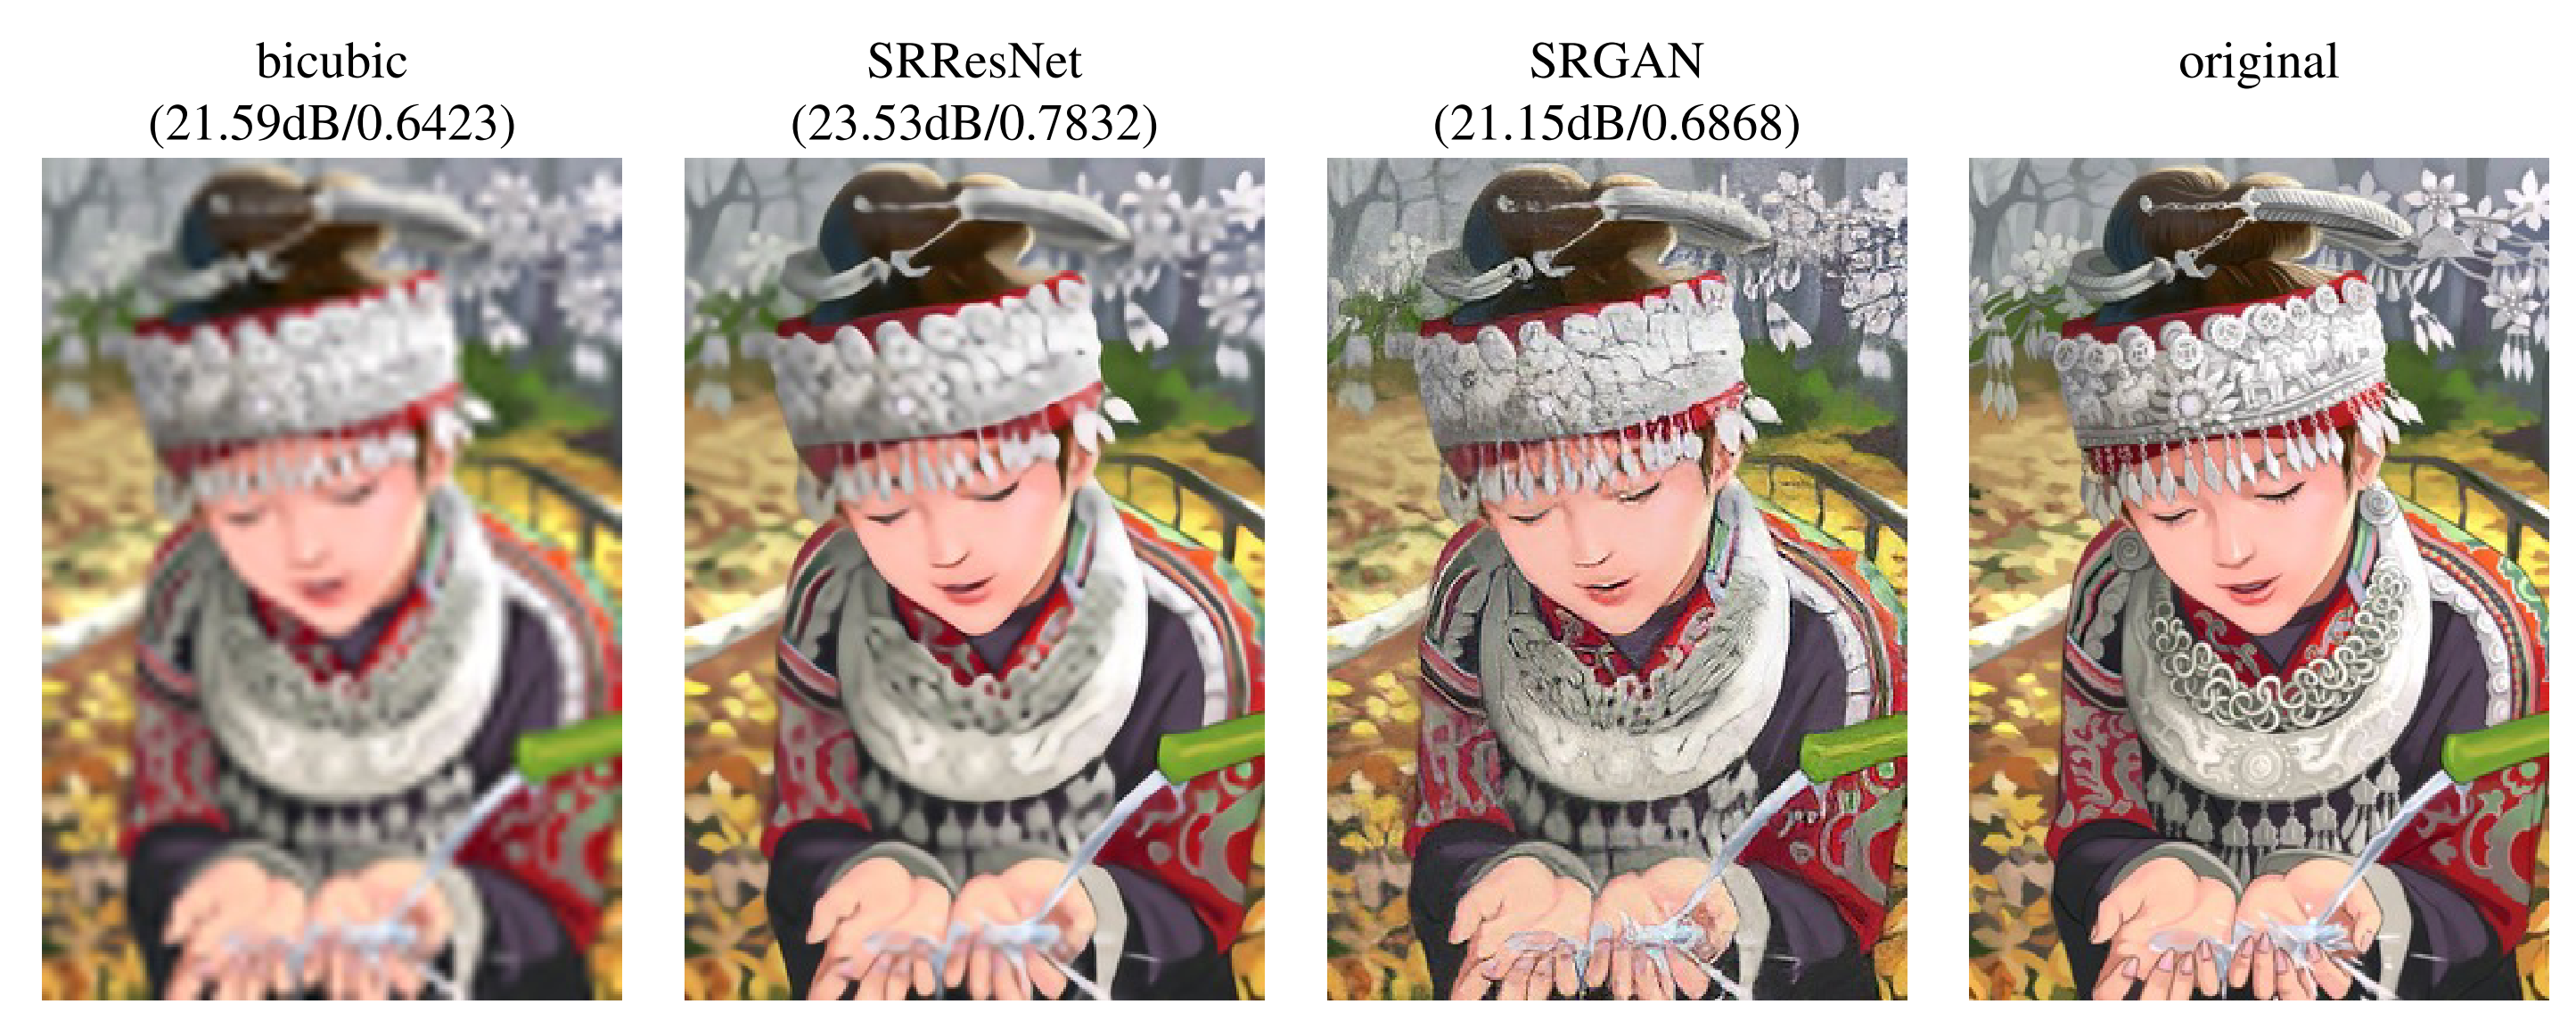 bicubic
(21.59dB/0.6423)
SRResNet
(23.53dB/0.7832)
SRGAN
(21.15dB/0.6868)
original